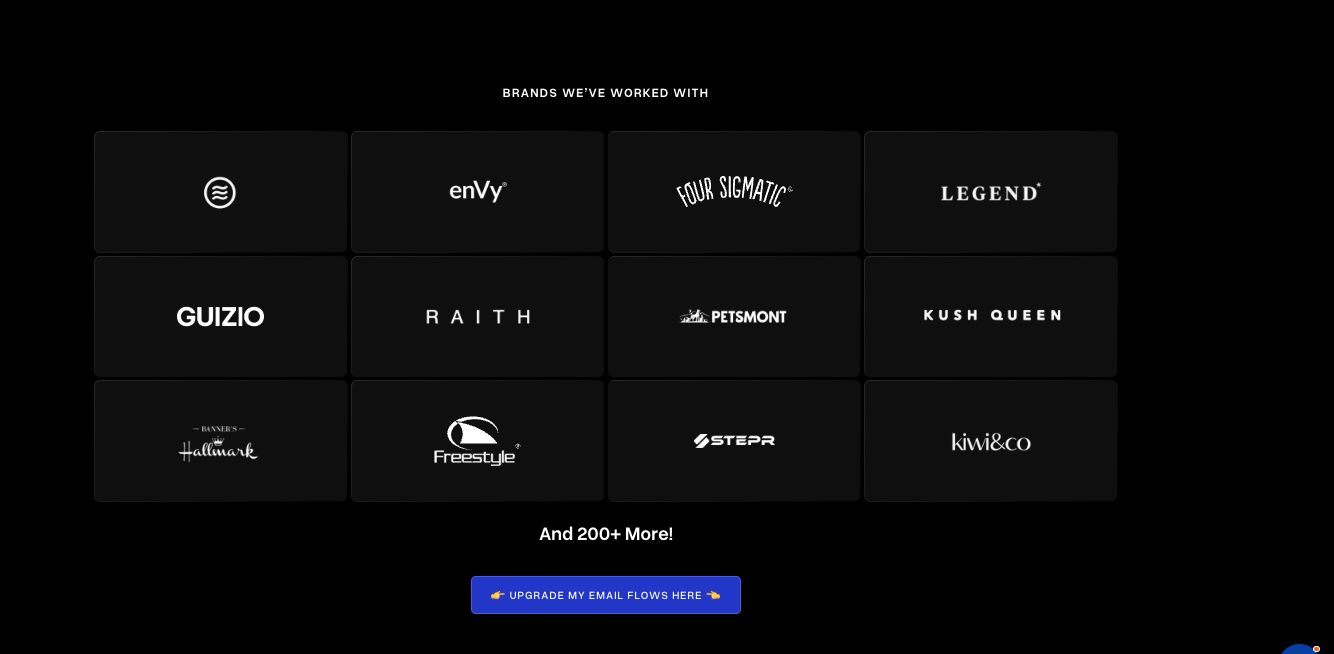 BRANDS WE'VE WORKED WITH
enVy®
FOUR SIGMATIC
LEGEND
GUIZIO
RAITH
PETSMONT
KUSH QUEEN
BANNER'S
Hallmark
Freestyle
STEPR
kiwi&co
And 200+ More!
👉 UPGRADE MY EMAIL FLOWS HERE 👈